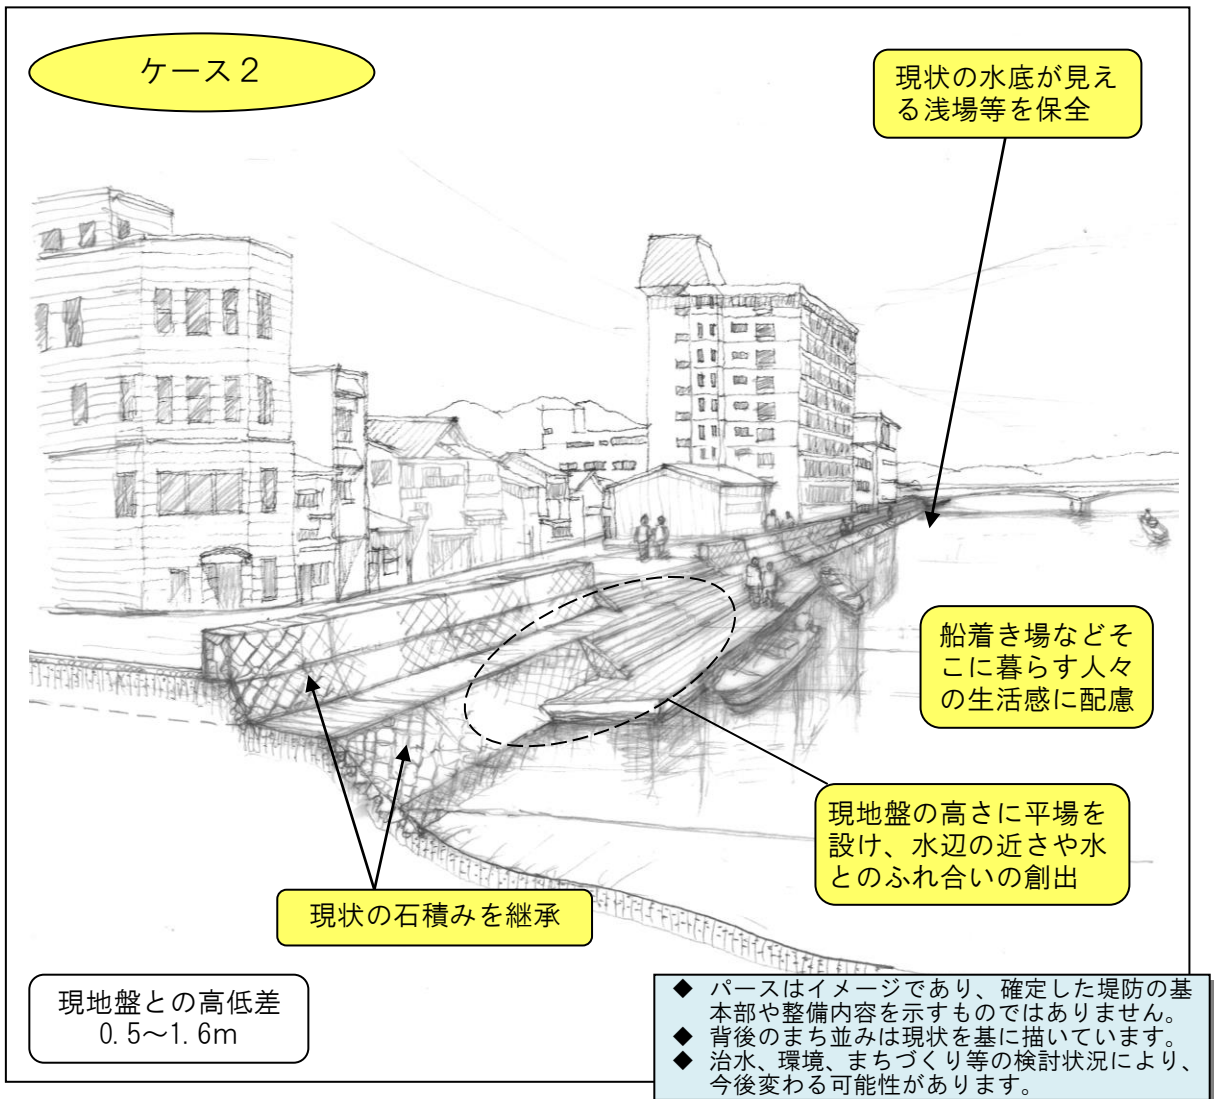 ケース２
現状の水底が見え
る浅場等を保全
船着き場などそ
こに暮らす人々
の生活感に配慮
現地盤の高さに平場を
設け、水辺の近さや水
とのふれ合いの創出
現状の石積みを継承
現地盤との高低差
0.5～1.6m
◆ パースはイメージであり、確定した堤防の基
本部や整備内容を示すものではありません。
◆ 背後のまち並みは現状を基に描いています。
◆ 治水、環境、まちづくり等の検討状況により、
今後変わる可能性があります。